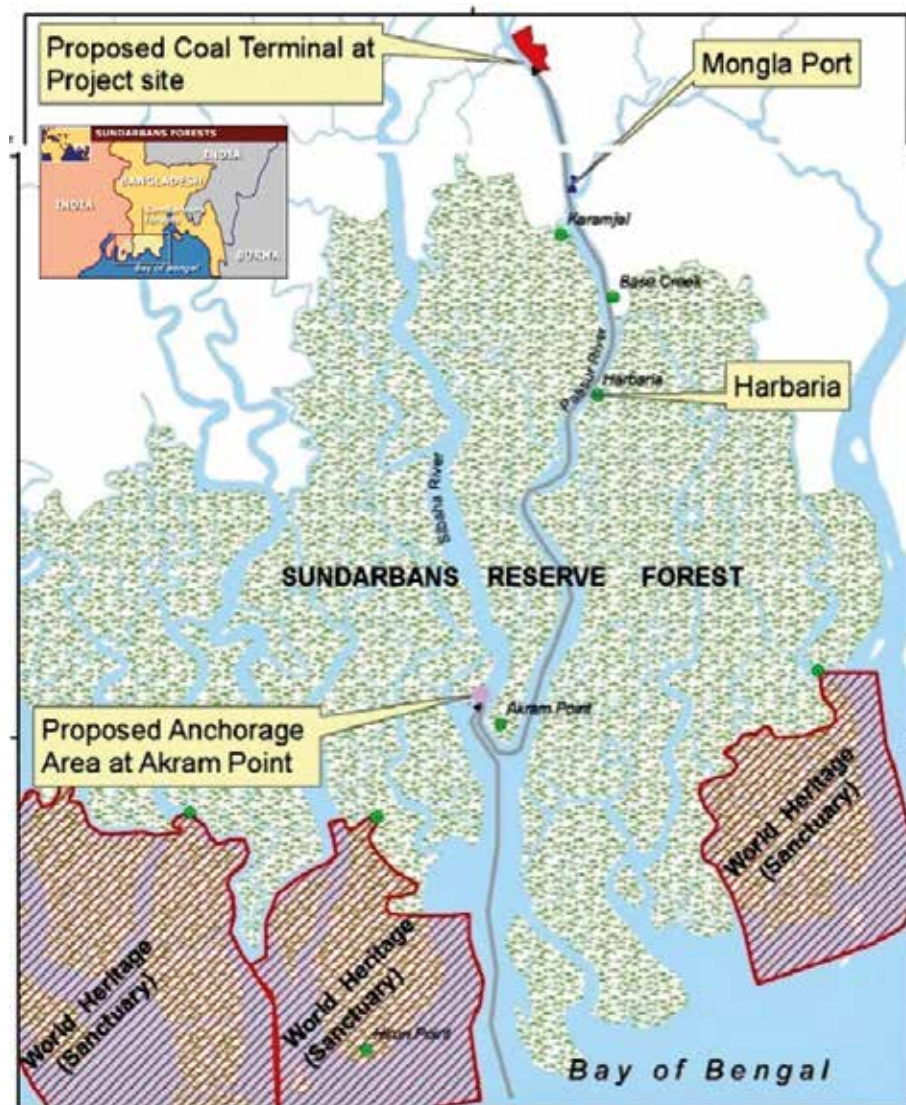 Proposed Coal Terminal at
Project site
Mongla Port
SUNDARBANS FORESTS
INDIA
BANGLADESH
INDIA
BURMA
Bay of Bengal
Karamjal
Base Creek
Passur River
Harbaria
Harbaria
Sibsha River
SUNDARBANS RESERVE FOREST
Akram Point
Proposed Anchorage
Area at Akram Point
World Heritage
(Sanctuary)
World Heritage
(Sanctuary)
World Heritage
(Sanctuary)
Hiron Point
Bay of Bengal